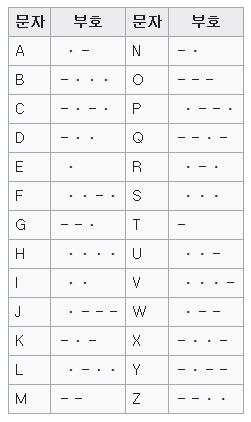 문자 부호 문자 부호
A · − N − ·
B − · · · O − − −
C − · − · P · − − ·
D − · · Q − − · −
E · R · − ·
F · · − · S · · ·
G − − · T −
H · · · · U · · −
I · · V · · · −
J · − − − W · − −
K − · − X − · · −
L · − · · Y − · − −
M − − Z − − · ·